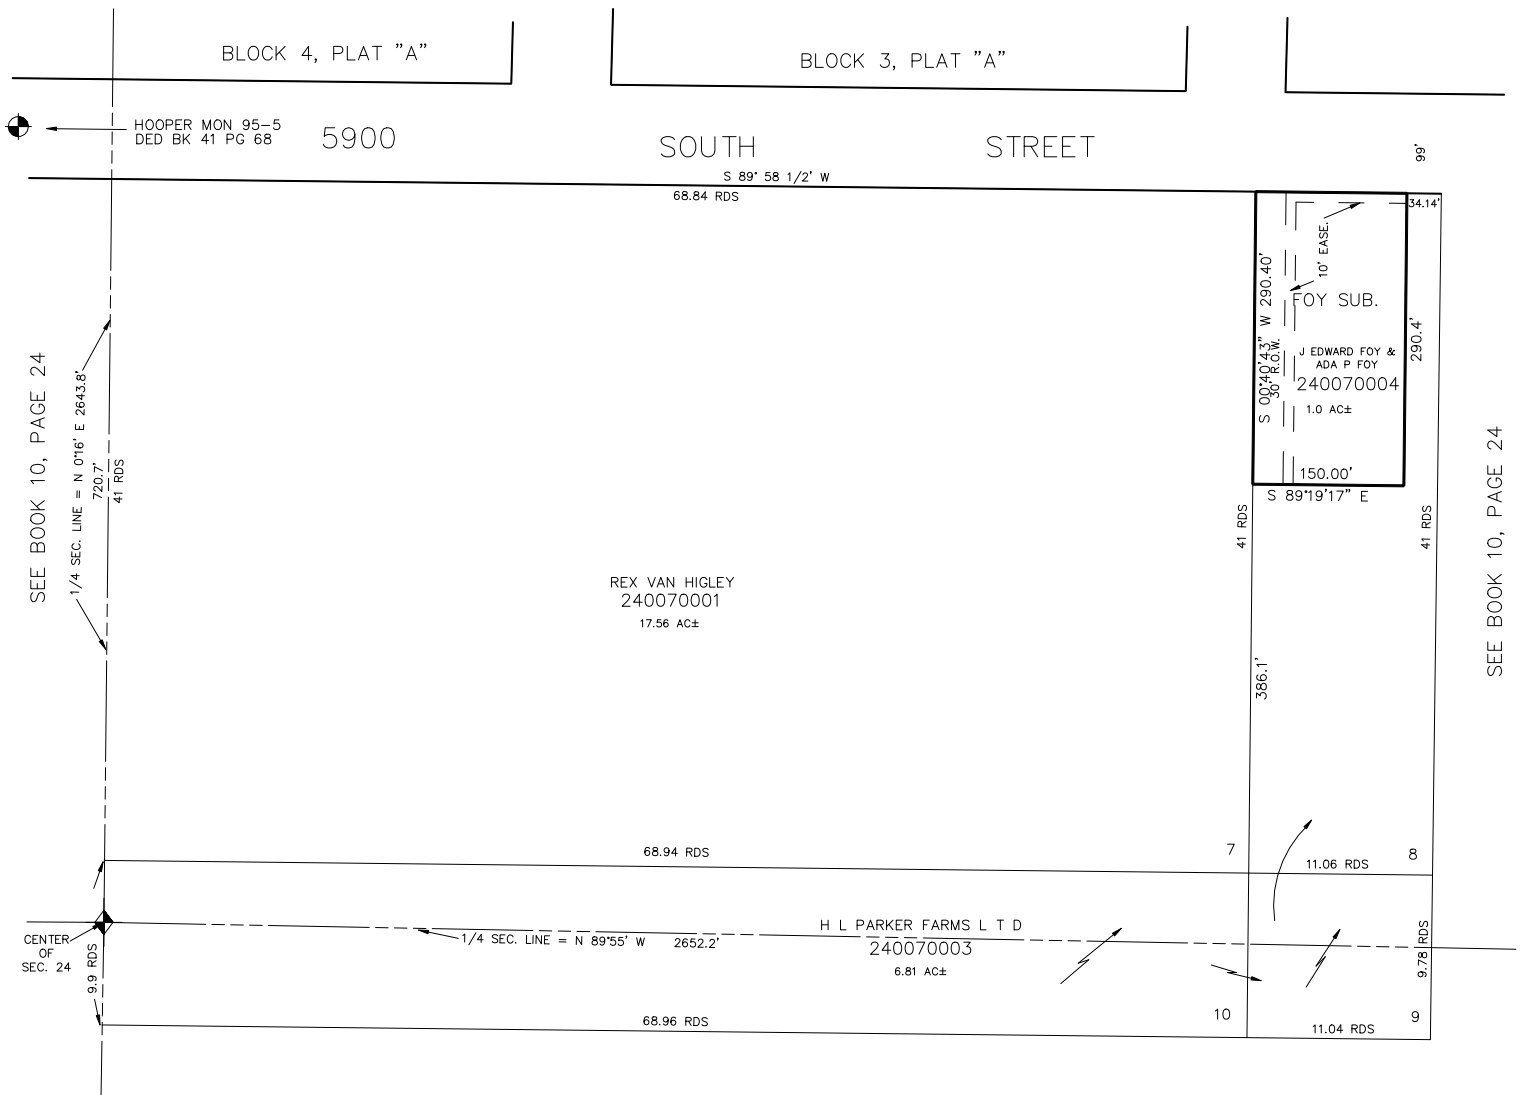 BLOCK 4, PLAT "A"
BLOCK 3, PLAT "A"
HOOPER MON 95-5
DED BK 41 PG 68
5900 SOUTH STREET
99'
S 89° 58 1/2' W
68.84 RDS
34.14'
10' EASE.
S 00°40'43" W 290.40'
30' R.O.W.
FOY SUB.
290.4'
J EDWARD FOY &
ADA P FOY
240070004
1.0 AC±
150.00'
S 89°19'17" E
SEE BOOK 10, PAGE 24
1/4 SEC. LINE = N 0°16' E 2643.8'
720.7'
41 RDS
41 RDS
41 RDS
SEE BOOK 10, PAGE 24
REX VAN HIGLEY
240070001
17.56 AC±
386.1'
68.94 RDS
7
11.06 RDS
8
CENTER
OF
SEC. 24
9.9 RDS
1/4 SEC. LINE = N 89°55' W 2652.2'
H L PARKER FARMS L T D
240070003
6.81 AC±
9.78 RDS
68.96 RDS
10
11.04 RDS
9